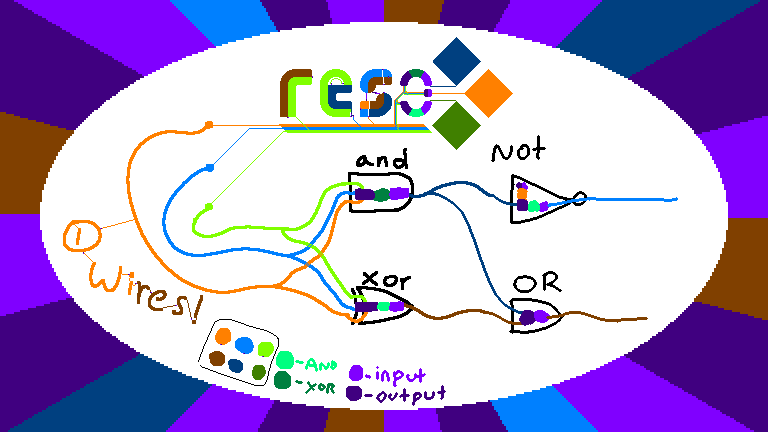 reso
and
Not
xor
OR
1
Wires!
-AND
-XOR
-input
-output